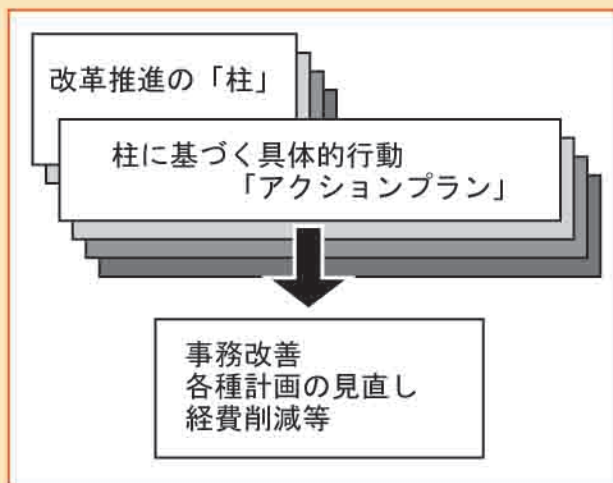 改革推進の「柱」
柱に基づく具体的行動
「アクションプラン」
事務改善
各種計画の見直し
経費削減等